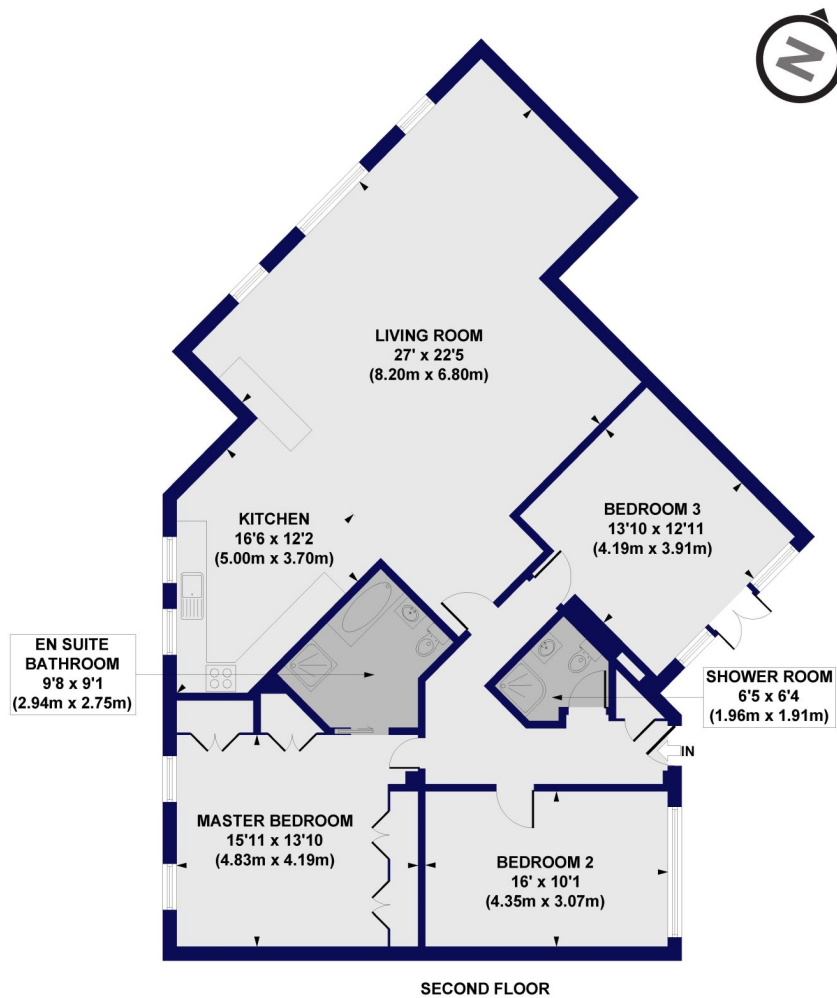 N
LIVING ROOM
27' x 22'5
(8.20m x 6.80m)
BEDROOM 3
13'10 x 12'11
(4.19m x 3.91m)
KITCHEN
16'6 x 12'2
(5.00m x 3.70m)
EN SUITE
BATHROOM
9'8 x 9'1
(2.94m x 2.75m)
SHOWER ROOM
6'5 x 6'4
(1.96m x 1.91m)
IN
MASTER BEDROOM
15'11 x 13'10
(4.83m x 4.19m)
BEDROOM 2
16' x 10'1
(4.35m x 3.07m)
SECOND FLOOR